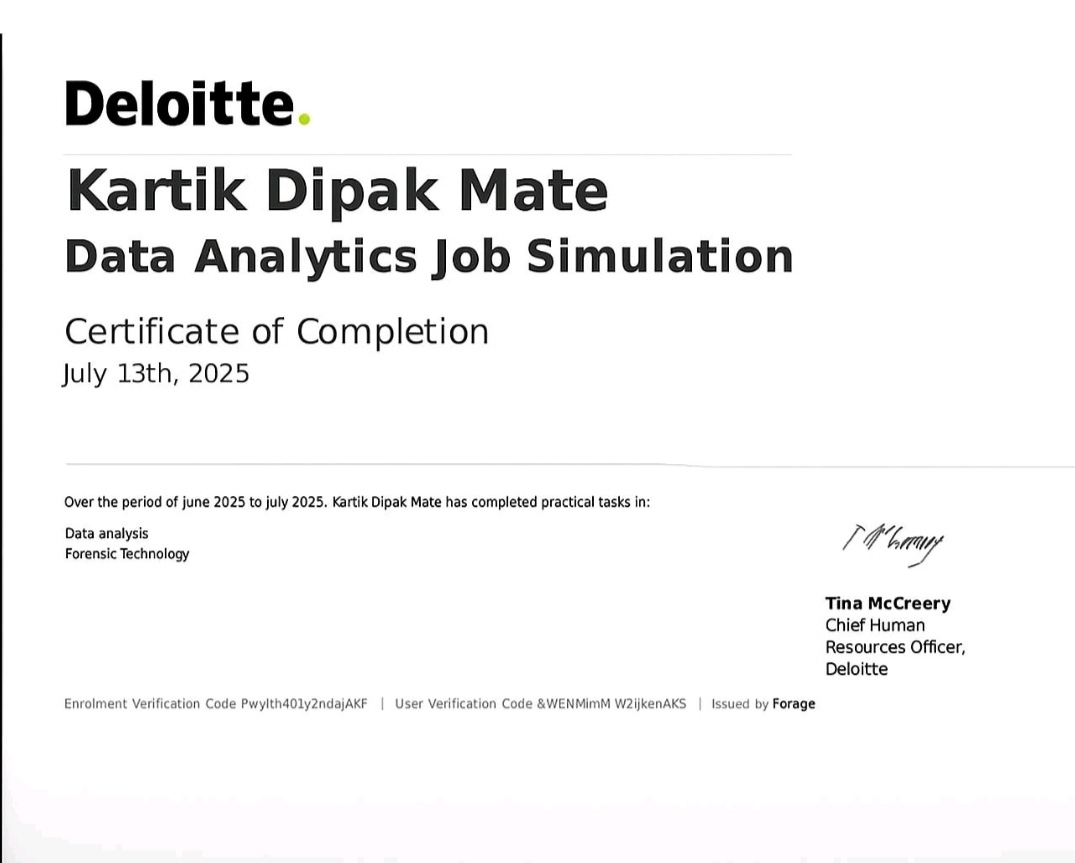 Deloitte.
Kartik Dipak Mate
Data Analytics Job Simulation
Certificate of Completion
July 13th, 2025
Over the period of june 2025 to july 2025. Kartik Dipak Mate has completed practical tasks in:
Data analysis
Forensic Technology
Tina McCreery
Chief Human
Resources Officer,
Deloitte
Enrolment Verification Code Pwylth401y2ndajAKF | User Verification Code &WENMimM W2ijkenAKS | Issued by Forage